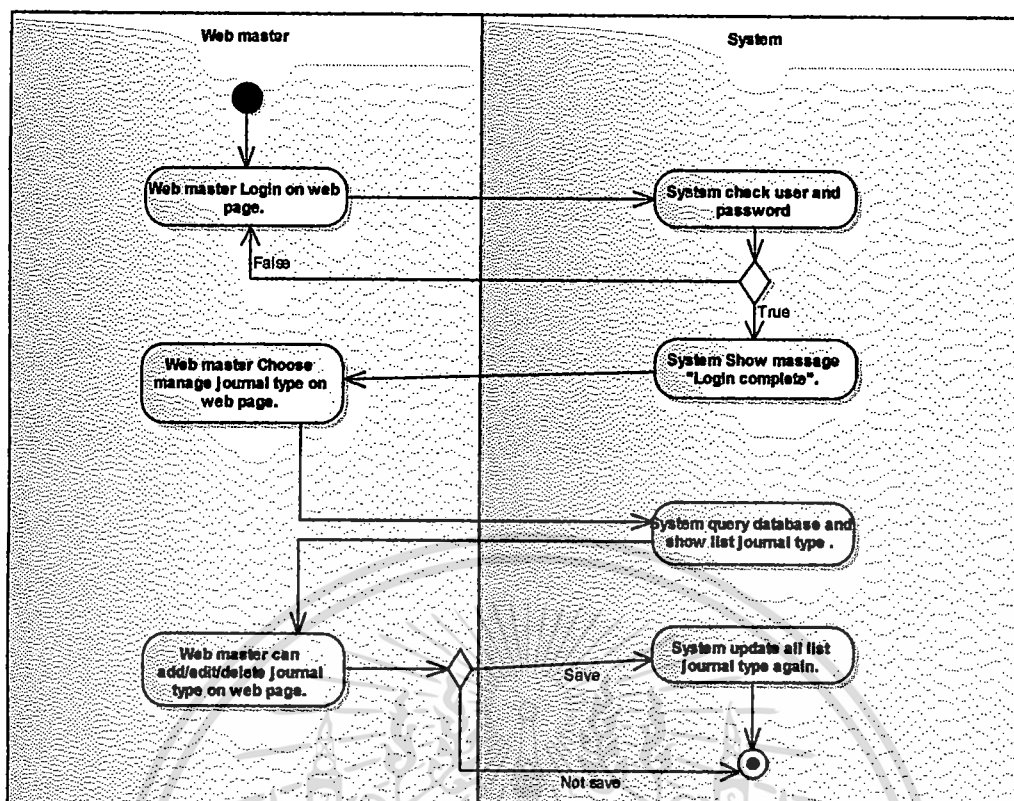 Web master
System
Web master Login on web
page.
System check user and
password
False
True
Web master Choose
manage journal type on
web page.
System Show massage
"Login complete".
System query database and
show list journal type .
Web master can
add/edit/delete journal
type on web page.
Save
System update all list
journal type again.
Not save